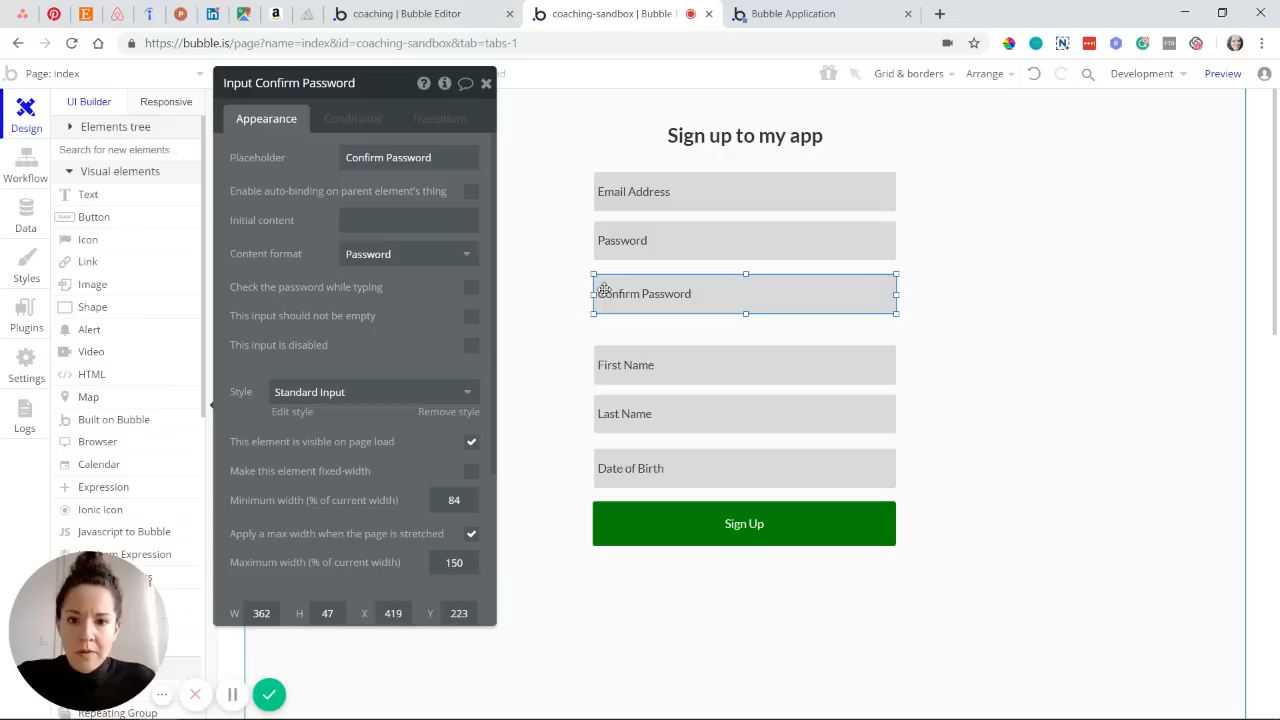 coaching | Bubble Editor
coaching-sandbox | Bubble
Bubble Application
https://bubble.is/page?name=index&id=coaching-sandbox&tab=tabs-1
Page: index
Grid & borders
Arrange
Development
Preview
Input Confirm Password
Appearance
Conditional
Transitions
Placeholder
Confirm Password
Enable auto-binding on parent element's thing
Initial content
Content format
Password
Check the password while typing
This input should not be empty
This input is disabled
Style
Standard Input
Edit style
Remove style
This element is visible on page load
Make this element fixed-width
Minimum width (% of current width)
84
Apply a max width when the page is stretched
Maximum width (% of current width)
150
W 362 H 47 X 419 Y 223
Design
Workflow
Data
Styles
Plugins
Settings
Logs
UI Builder
Responsive
Elements tree
Search for new elements...
Visual elements
Text
Button
Icon
Link
Image
Shape
Alert
Video
</> HTML
Map
Built on Bubble
Browser
Calendar
Expression
Ionic Icon
JS Javascript to Bubble
Expression
Repeating Group
Sign up to my app
Email Address
Password
Confirm Password
First Name
Last Name
Date of Birth
Sign Up